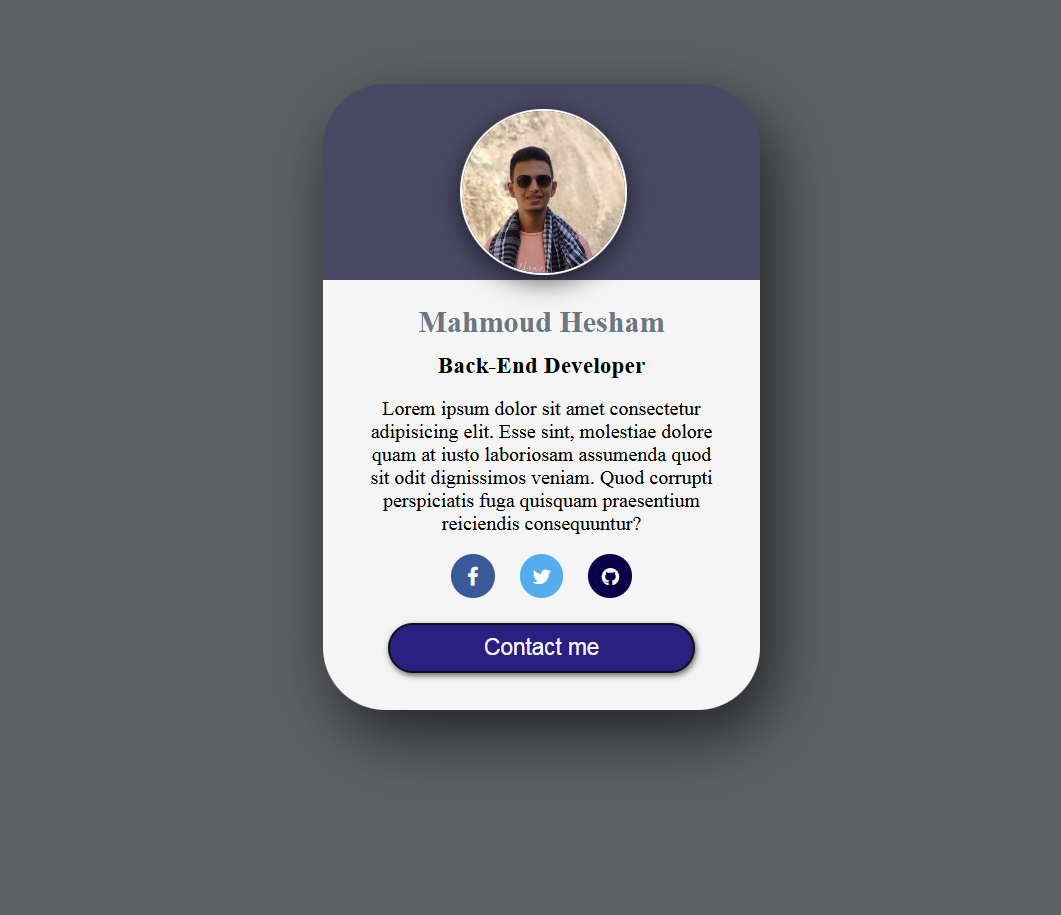 Mahmoud Hesham
Back-End Developer
Lorem ipsum dolor sit amet consectetur
adipisicing elit. Esse sint, molestiae dolore
quam at iusto laboriosam assumenda quod
sit odit dignissimos veniam. Quod corrupti
perspiciatis fuga quisquam praesentium
reiciendis consequuntur?
Contact me